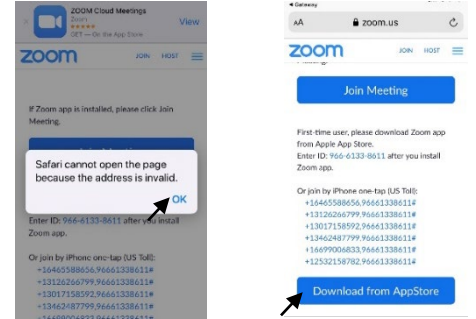 ZOOM Cloud Meetings
Zoom
GET — On the App Store
View
zoom
JOIN
HOST
If Zoom app is installed, please click Join
Meeting.
Safari cannot open the page
because the address is invalid.
OK
Enter ID: 966-6133-8611 after you install
Zoom app.
Or join by iPhone one-tap (US Toll):
+16465588656,96661338611#
+13126266799,96661338611#
+13017158592,96661338611#
+13462487799,96661338611#
+16699006833,96661338611#
Gateway
AA
zoom.us
zoom
JOIN
HOST
Join Meeting
First-time user, please download Zoom app
from Apple App Store.
Enter ID: 966-6133-8611 after you install
Zoom app.
Or join by iPhone one-tap (US Toll):
+16465588656,96661338611#
+13126266799,96661338611#
+13017158592,96661338611#
+13462487799,96661338611#
+16699006833,96661338611#
+12532158782,96661338611#
Download from AppStore